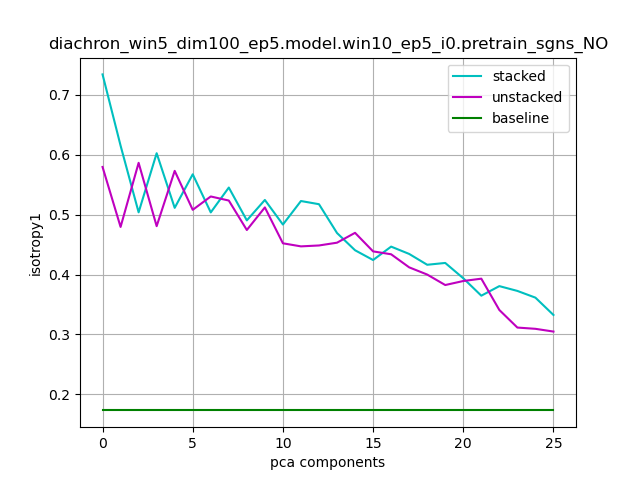 diachron_win5_dim100_ep5.model.win10_ep5_i0.pretrain_sgns_NO
stacked
unstacked
baseline
0.7
0.6
0.5
0.4
0.3
0.2
isotropy1
0 5 10 15 20 25
pca components